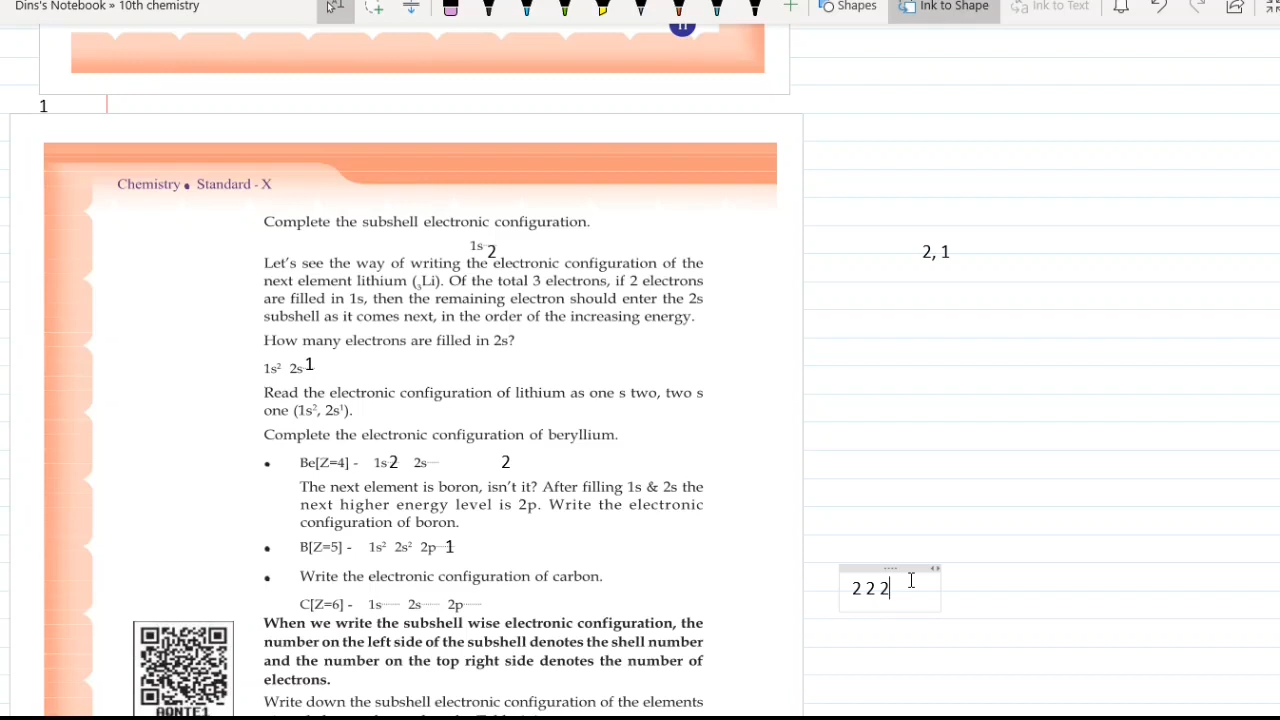 Dins's Notebook > 10th chemistry
Shapes
Ink to Shape
Ink to Text
11
1
Chemistry • Standard - X
Complete the subshell electronic configuration.
1s 2
2, 1
Let's see the way of writing the electronic configuration of the
next element lithium (₃Li). Of the total 3 electrons, if 2 electrons
are filled in 1s, then the remaining electron should enter the 2s
subshell as it comes next, in the order of the increasing energy.
How many electrons are filled in 2s?
1s² 2s 1
Read the electronic configuration of lithium as one s two, two s
one (1s², 2s¹).
Complete the electronic configuration of beryllium.
• Be[Z=4] - 1s 2 2s...... 2
The next element is boron, isn't it? After filling 1s & 2s the
next higher energy level is 2p. Write the electronic
configuration of boron.
• B[Z=5] - 1s² 2s² 2p...... 1
• Write the electronic configuration of carbon.
2 2 2
C[Z=6] - 1s...... 2s...... 2p......
When we write the subshell wise electronic configuration, the
number on the left side of the subshell denotes the shell number
and the number on the top right side denotes the number of
electrons.
Write down the subshell electronic configuration of the elements